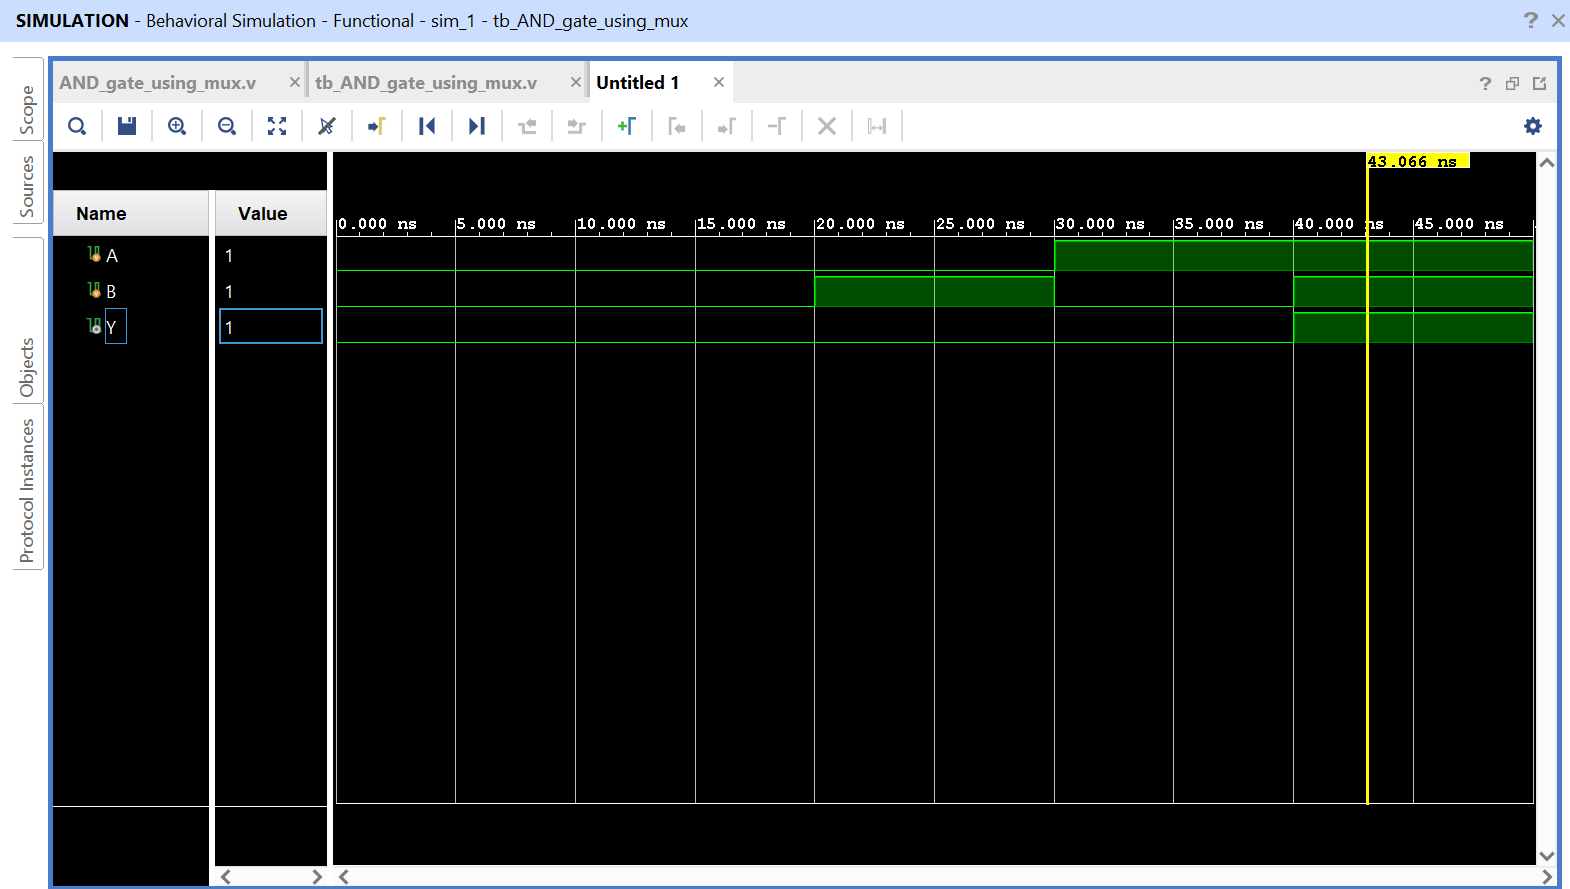 SIMULATION - Behavioral Simulation - Functional - sim_1 - tb_AND_gate_using_mux
Scope
Sources
Objects
Protocol Instances
AND_gate_using_mux.v
tb_AND_gate_using_mux.v
Untitled 1
43.066 ns
Name
Value
0.000 ns 5.000 ns 10.000 ns 15.000 ns 20.000 ns 25.000 ns 30.000 ns 35.000 ns 40.000 ns 45.000 ns
A 1
B 1
Y 1